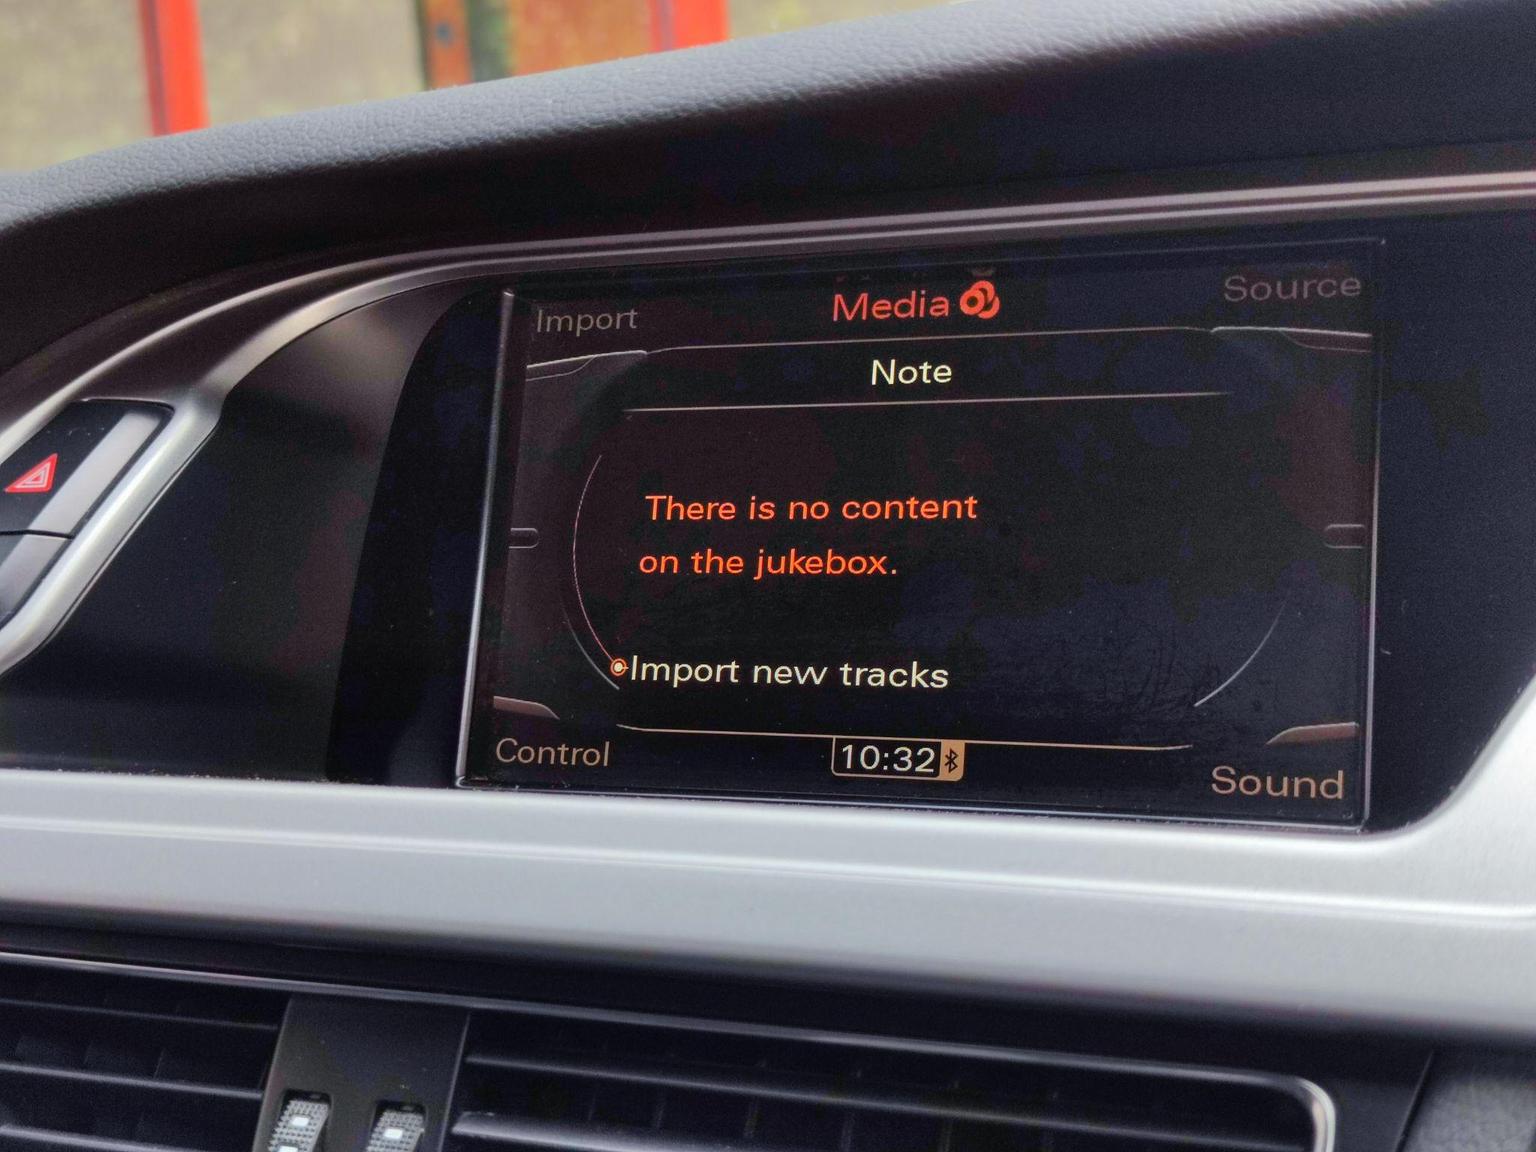 Import
Media
Source
Note
There is no content
on the jukebox.
Import new tracks
Control
10:32
Sound